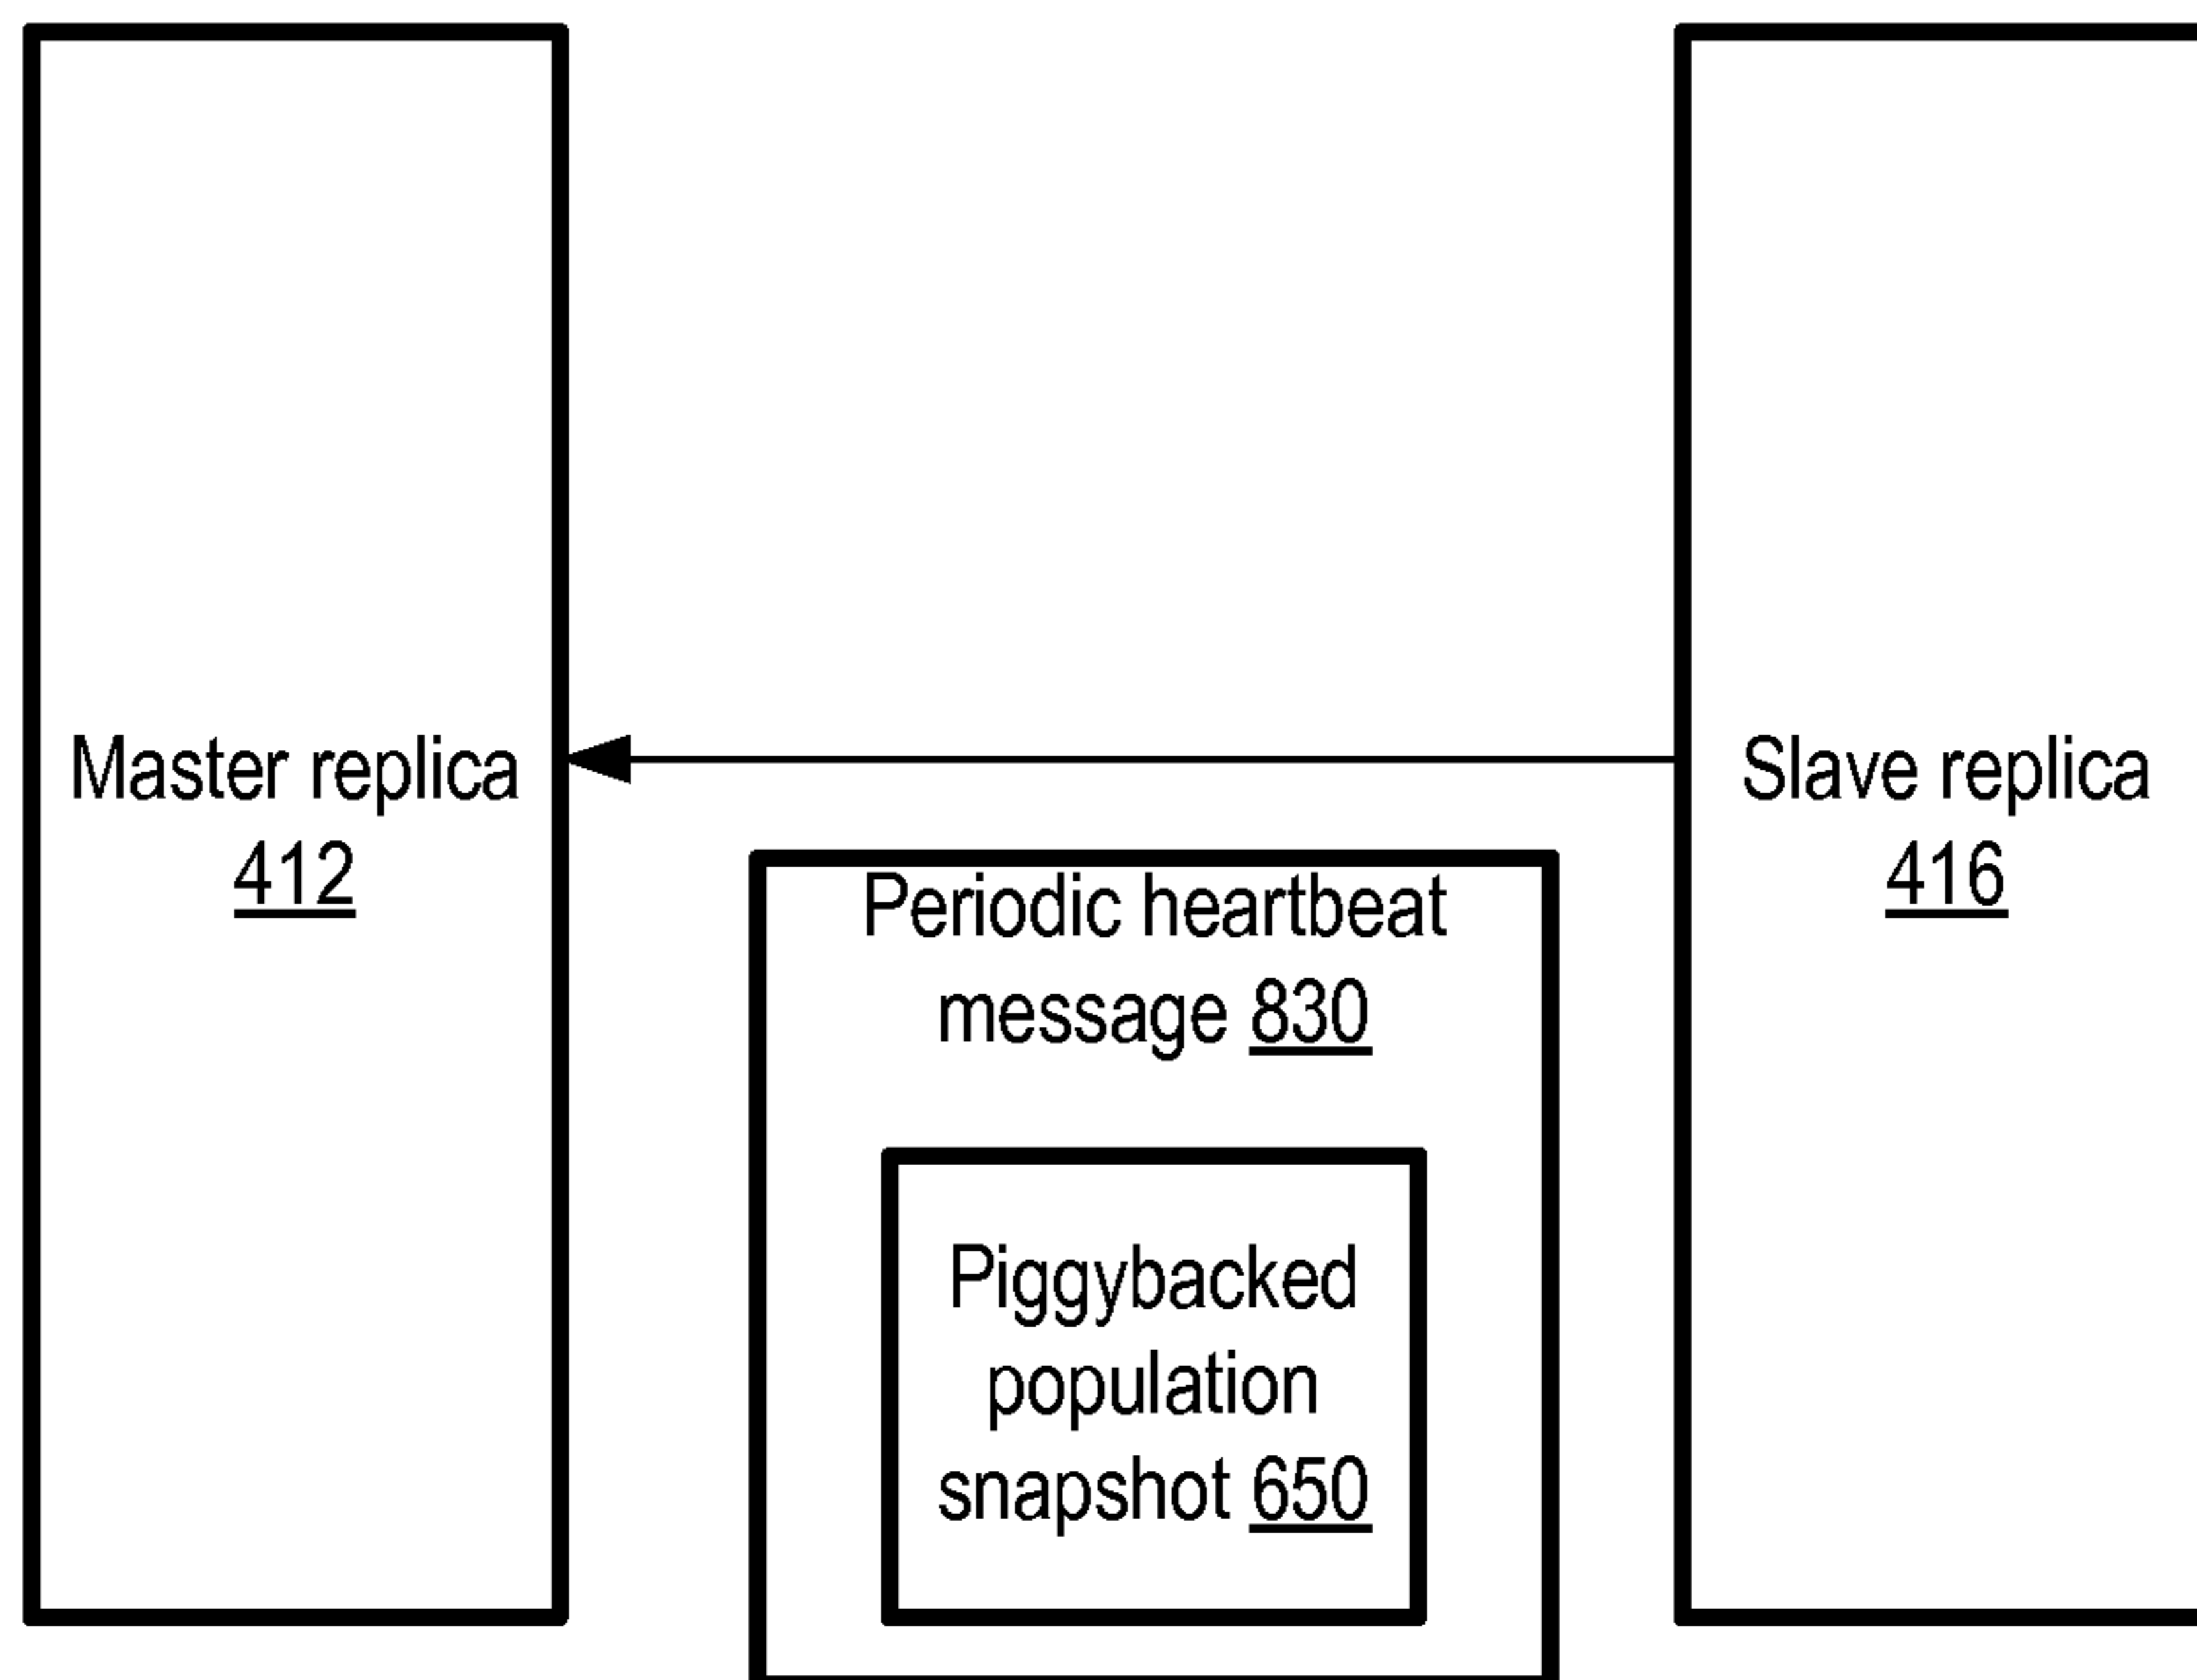 Master replica
412
Periodic heartbeat
message 830
Piggybacked
population
snapshot 650
Slave replica
416